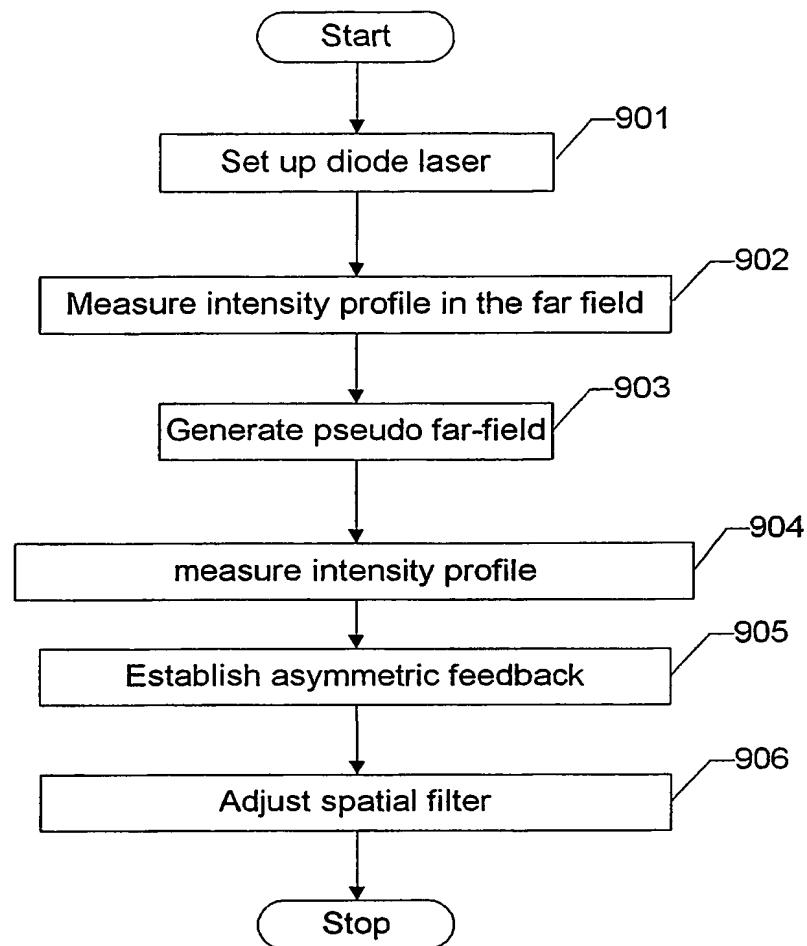 Start
901
Set up diode laser
902
Measure intensity profile in the far field
903
Generate pseudo far-field
904
measure intensity profile
905
Establish asymmetric feedback
906
Adjust spatial filter
Stop